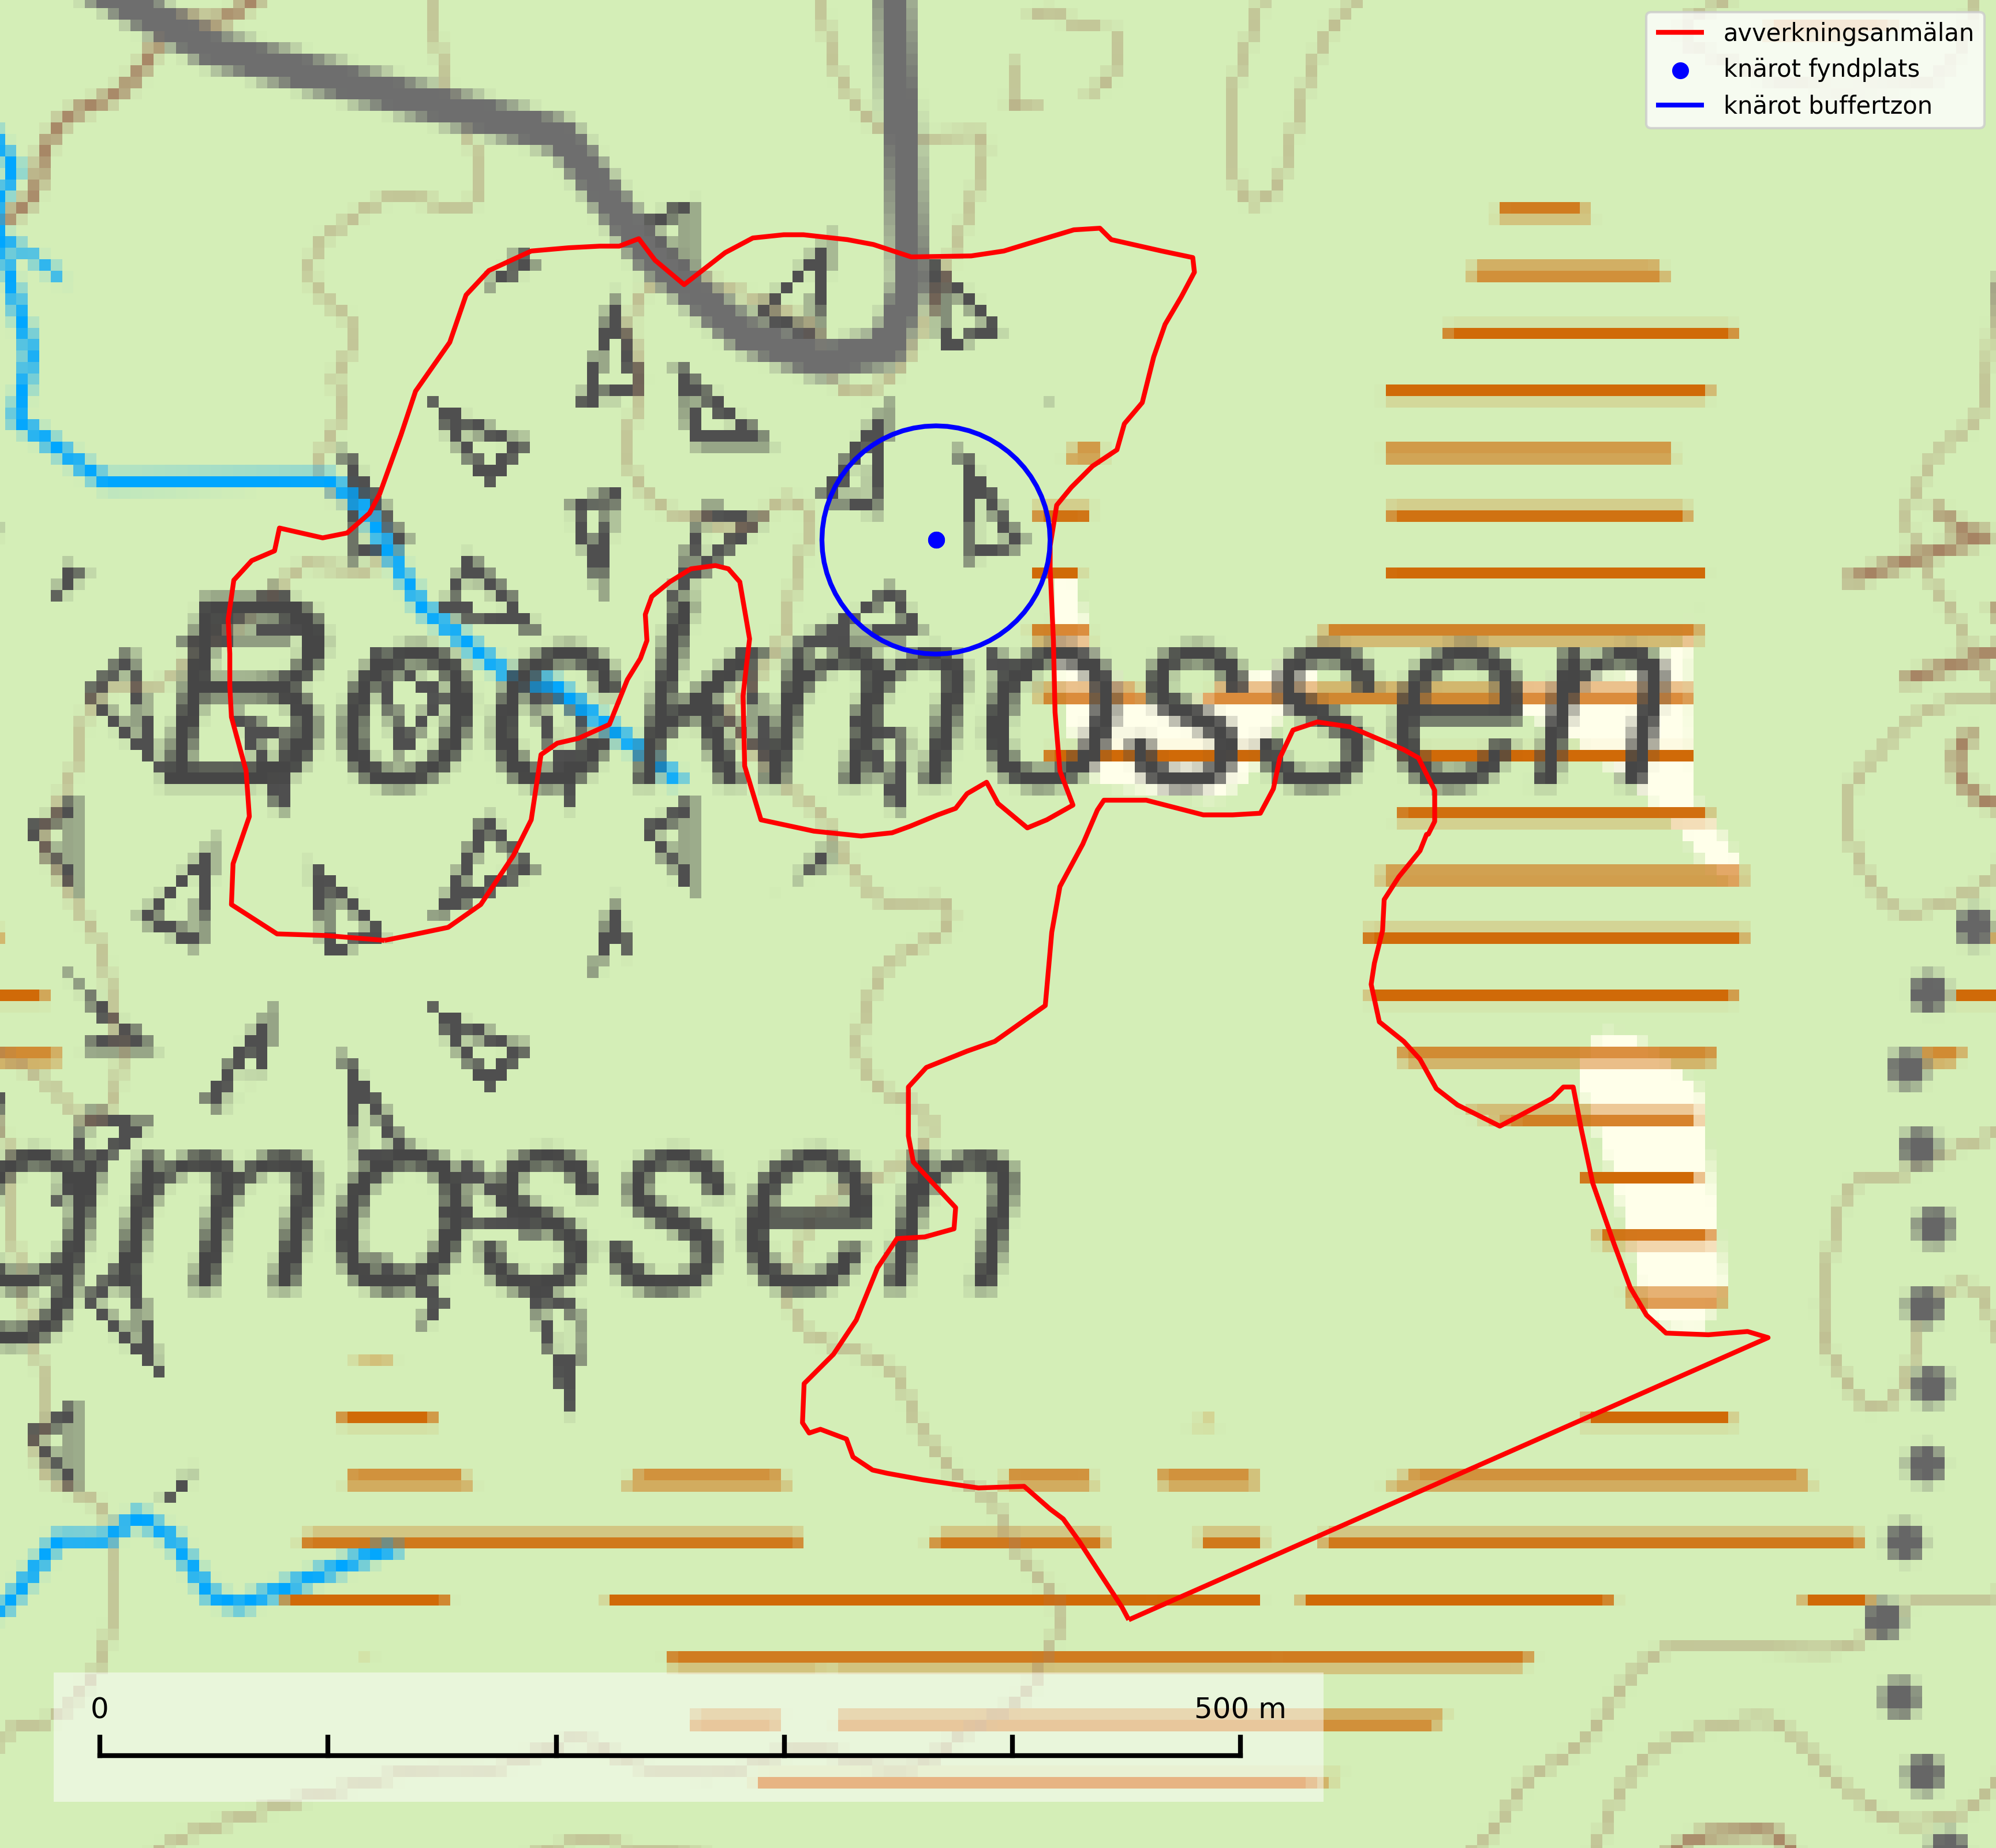 avverkningsanmälan
knärot fyndplats
knärot buffertzon
Bockmossen
gmossen
0 500 m